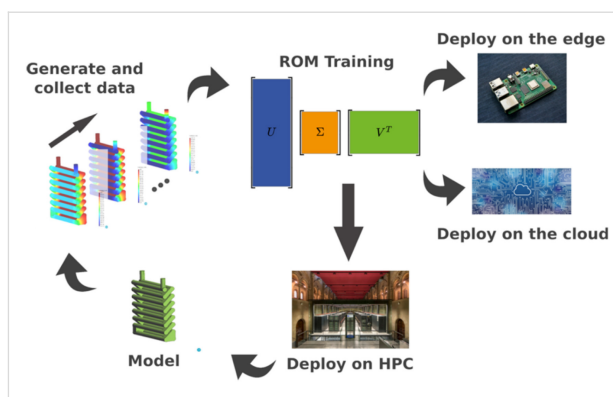 Generate and
collect data
ROM Training
Deploy on the edge
U
Σ
V^T
Deploy on the cloud
Model
Deploy on HPC